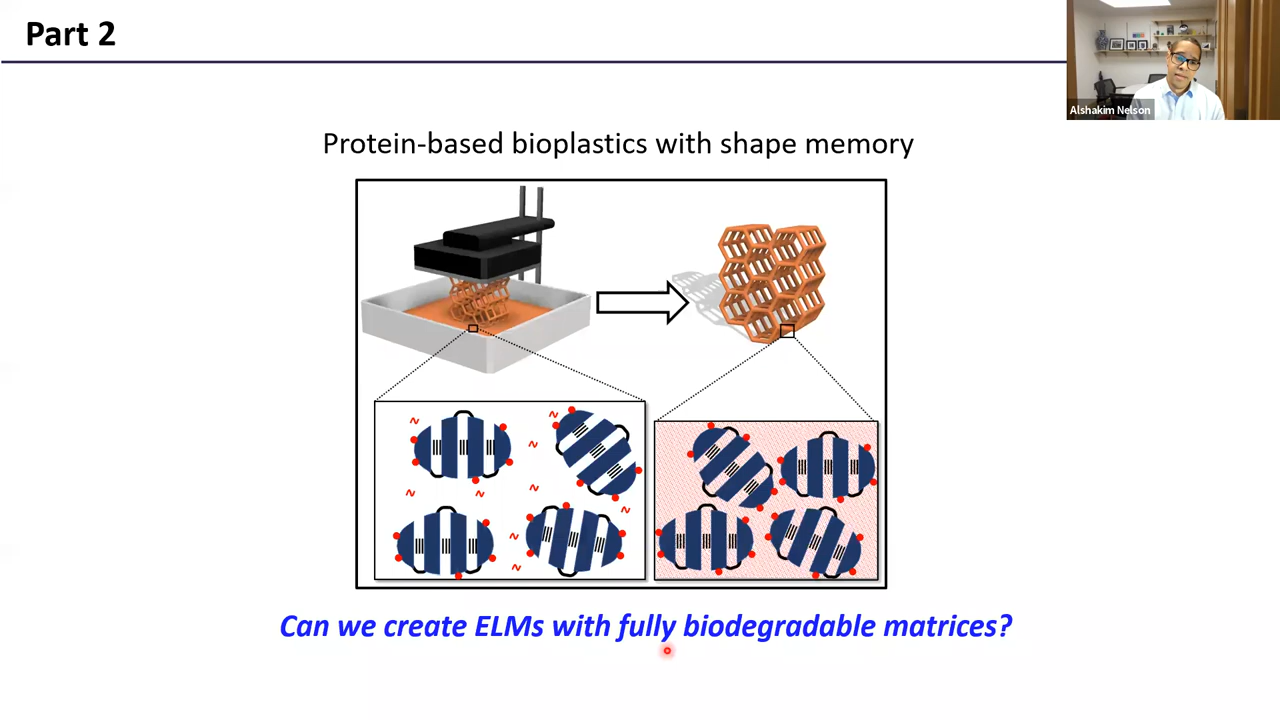 Part 2
Alshakim Nelson
Protein-based bioplastics with shape memory
Can we create ELMs with fully biodegradable matrices?